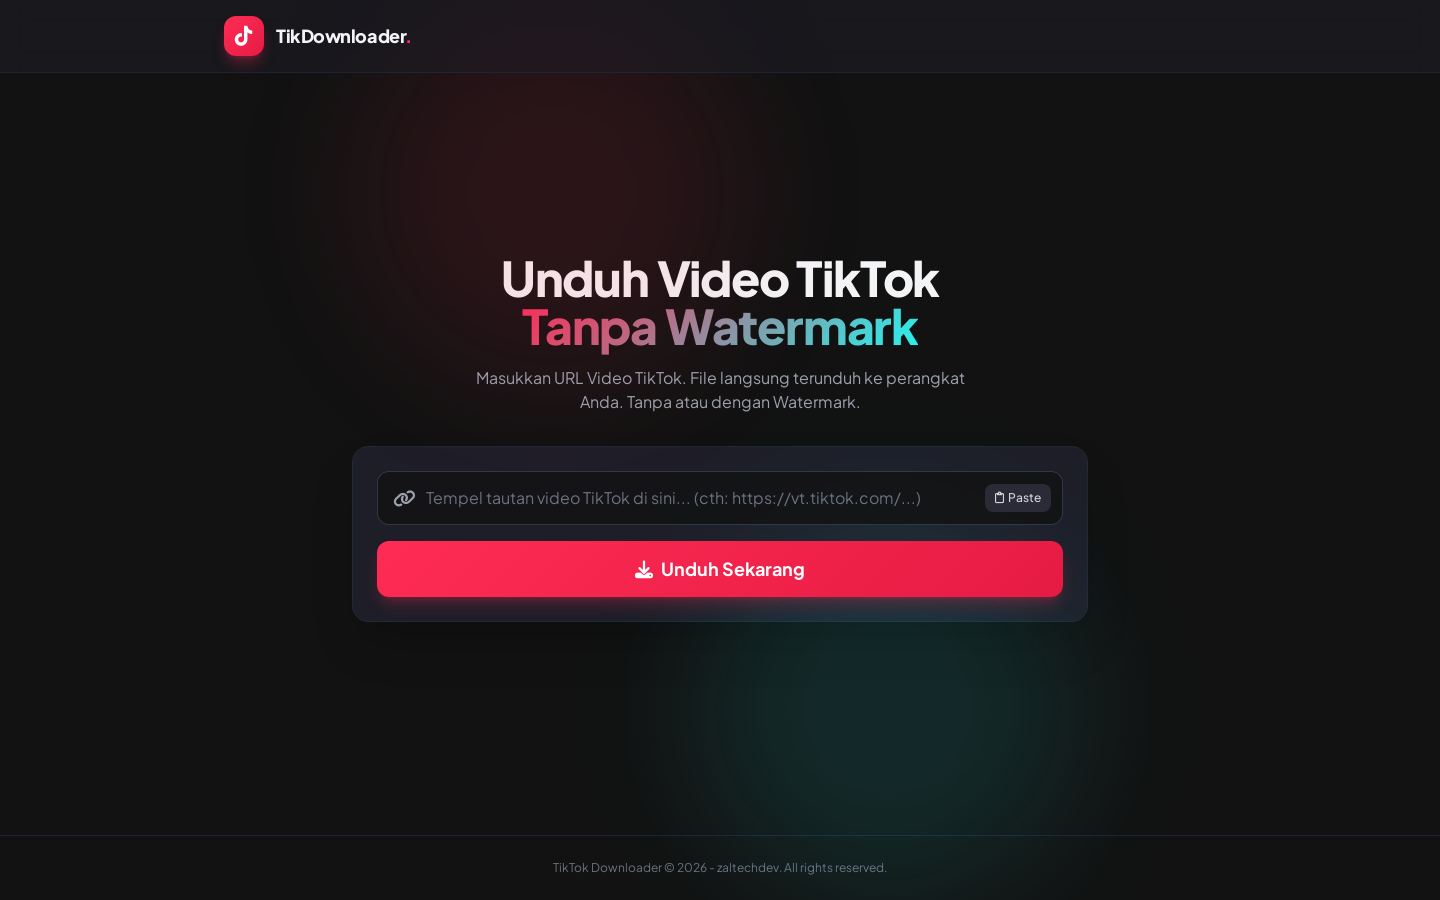 TikDownloader.
Unduh Video TikTok
Tanpa Watermark
Masukkan URL Video TikTok. File langsung terunduh ke perangkat
Anda. Tanpa atau dengan Watermark.
Tempel tautan video TikTok di sini... (cth: https://vt.tiktok.com/...)
Paste
Unduh Sekarang
TikTok Downloader © 2026 - zaltechdev. All rights reserved.